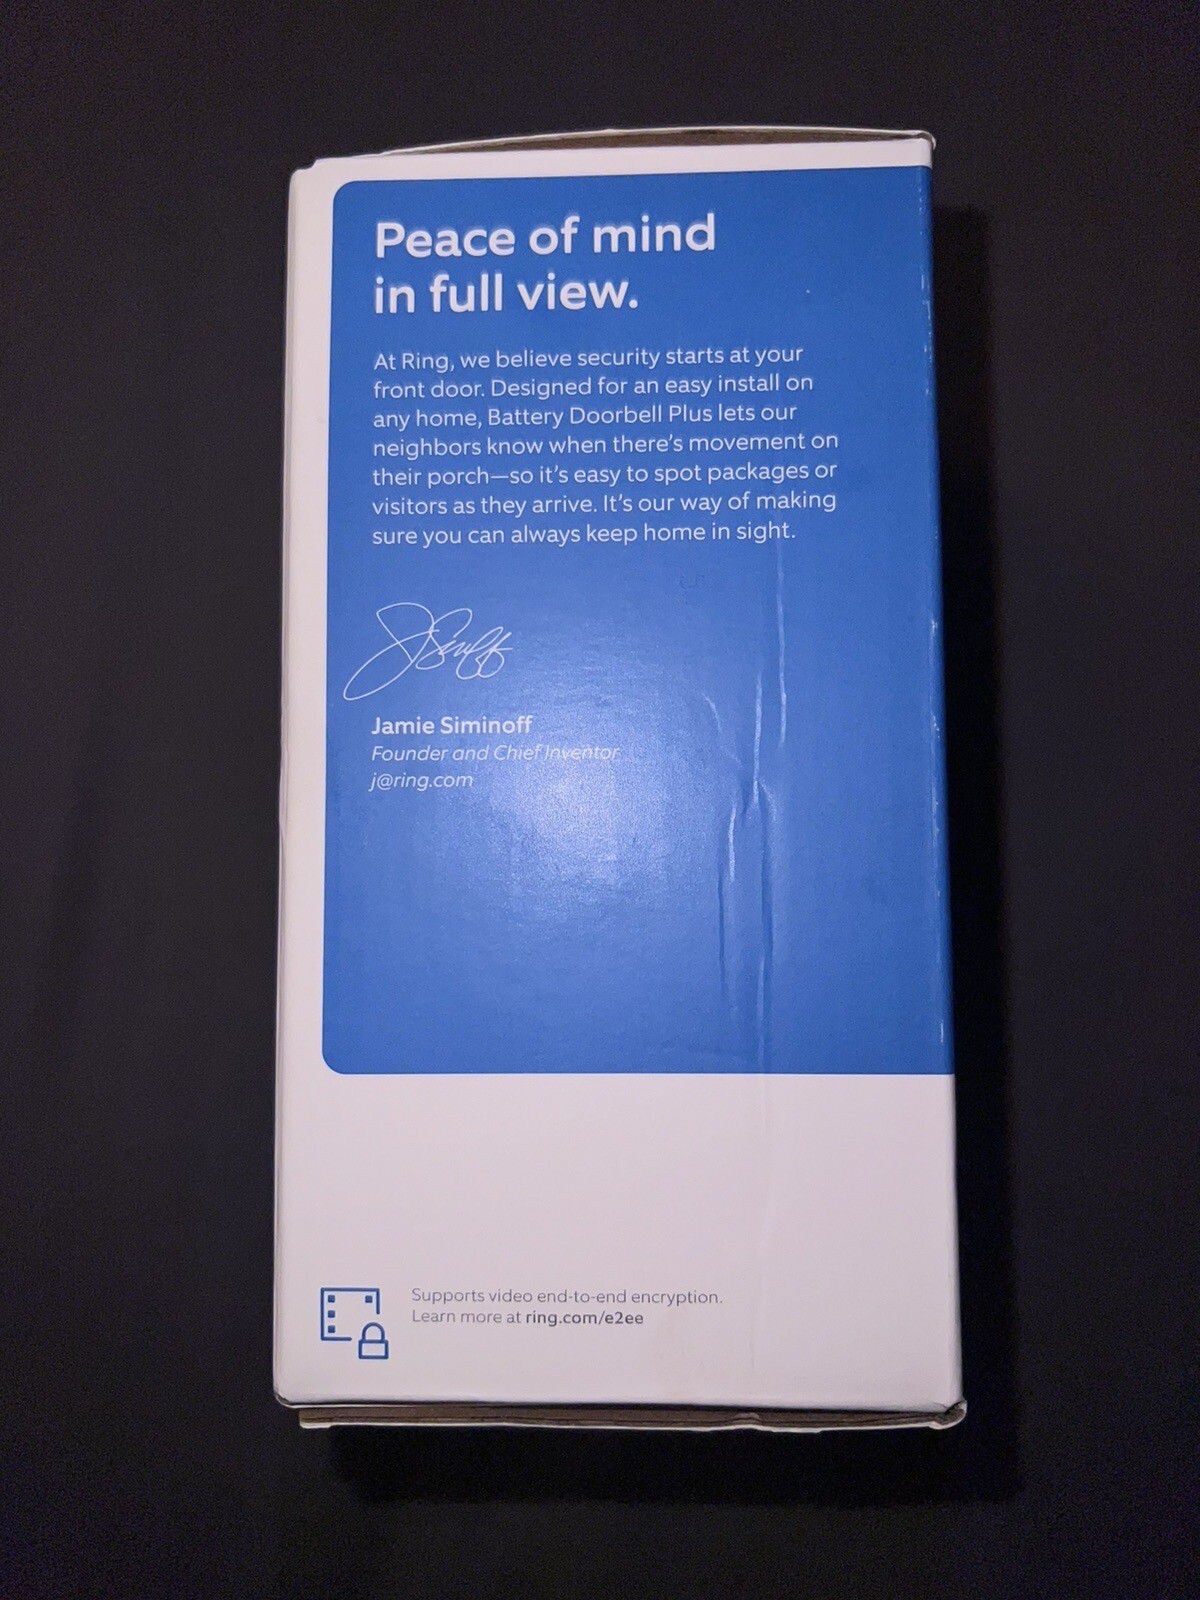 Peace of mind
in full view.
At Ring, we believe security starts at your
front door. Designed for an easy install on
any home, Battery Doorbell Plus lets our
neighbors know when there's movement on
their porch—so it's easy to spot packages or
visitors as they arrive. It's our way of making
sure you can always keep home in sight.
Jamie Siminoff
Founder and Chief Inventor
j@ring.com
Supports video end-to-end encryption.
Learn more at ring.com/e2ee